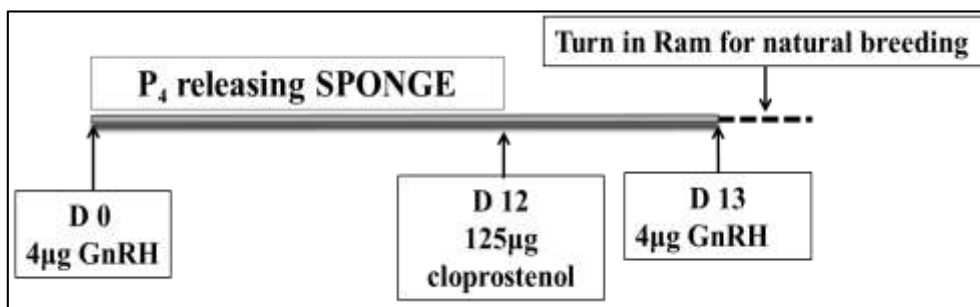 Turn in Ram for natural breeding
P₄ releasing SPONGE
D 0
4μg GnRH
D 12
125μg
cloprostenol
D 13
4μg GnRH